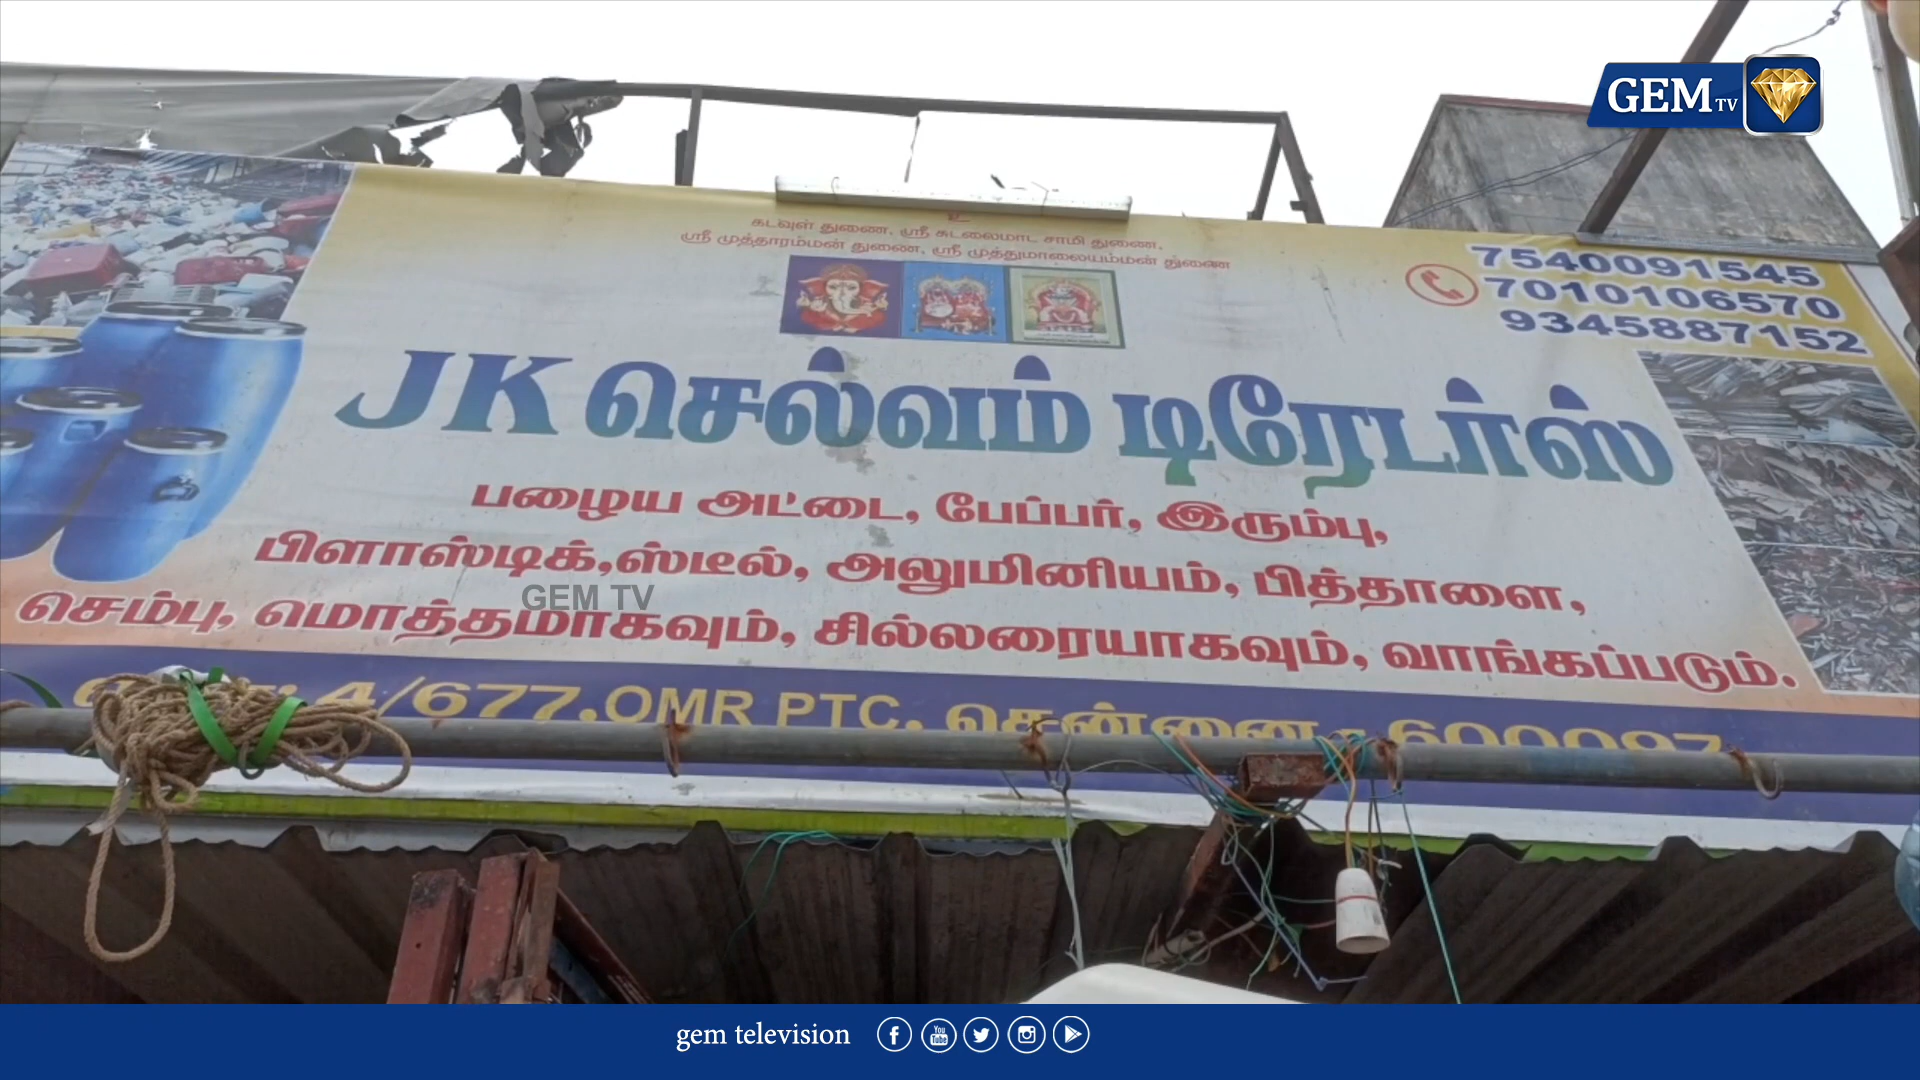 GEM TV
உ
கடவுள் துணை, ஸ்ரீ சுடலைமாட சாமி துணை,
ஸ்ரீ முத்தாரம்மன் துணை, ஸ்ரீ முத்துமாலையம்மன் துணை
7540091545
7010106570
9345887152
JK செல்வம் டிரேடர்ஸ்
பழைய அட்டை, பேப்பர், இரும்பு,
பிளாஸ்டிக்,ஸ்டீல், அலுமினியம், பித்தாளை,
GEM TV
செம்பு, மொத்தமாகவும், சில்லரையாகவும், வாங்கப்படும்.
4/677,OMR PTC, சென்னை - 600097
gem television